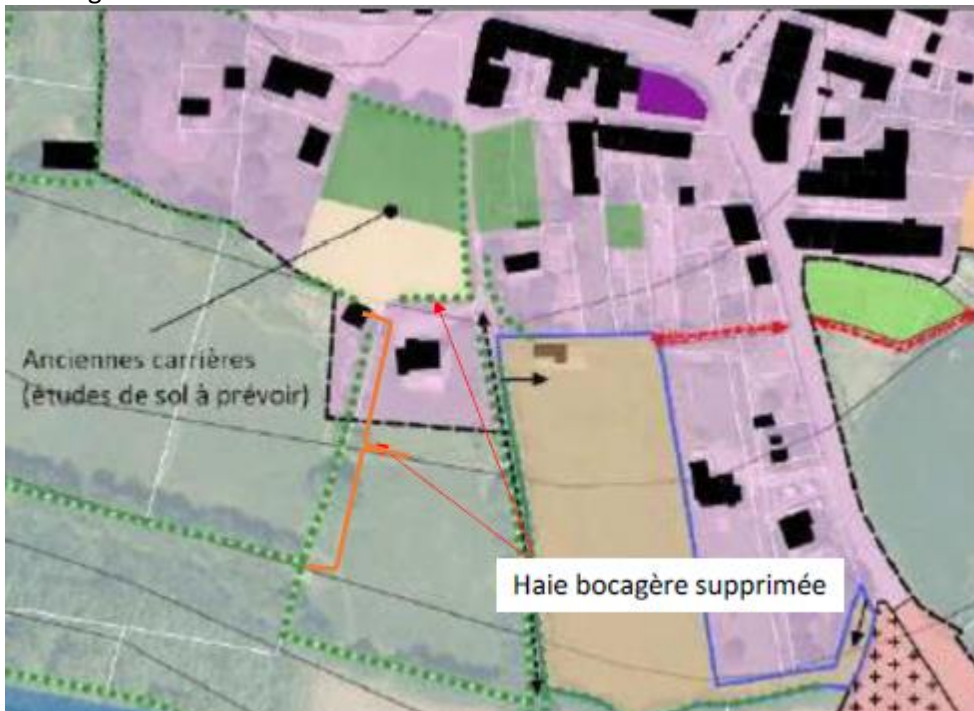 Anciennes carrières
(études de sol à prévoir)
Haie bocagère supprimée